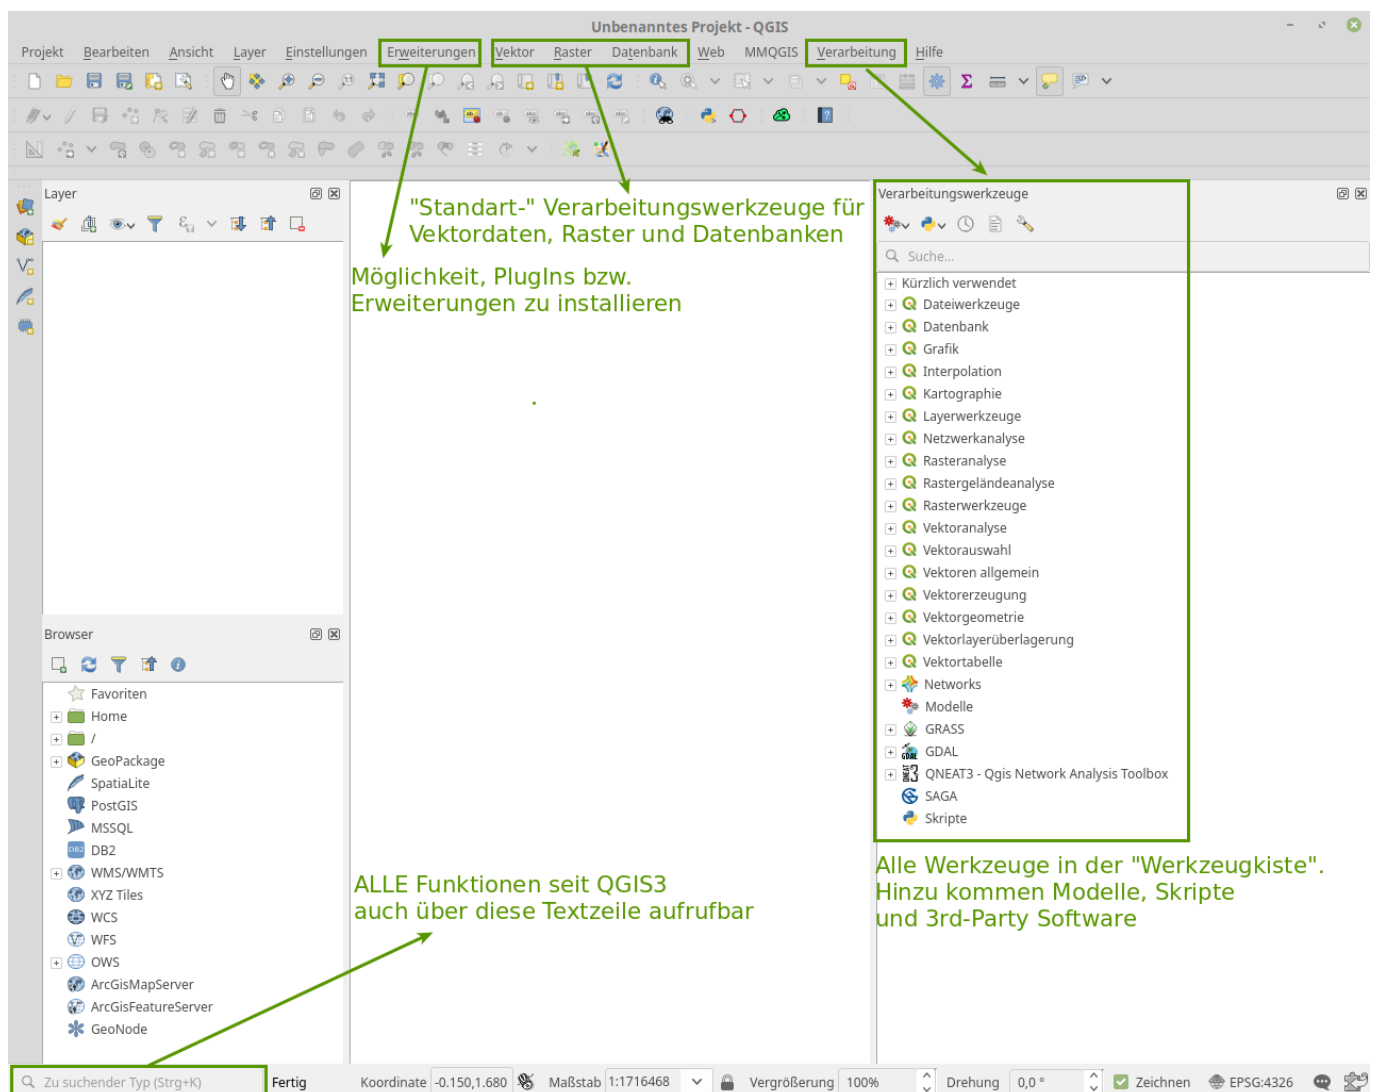 Unbenanntes Projekt - QGIS
Projekt Bearbeiten Ansicht Layer Einstellungen Erweiterungen Vektor Raster Datenbank Web MMQGIS Verarbeitung Hilfe
Layer
Verarbeitungswerkzeuge
"Standart-" Verarbeitungswerkzeuge für
Vektordaten, Raster und Datenbanken
Möglichkeit, PlugIns bzw.
Erweiterungen zu installieren
Suche...
Kürzlich verwendet
Dateiwerkzeuge
Datenbank
Grafik
Interpolation
Kartographie
Layerwerkzeuge
Netzwerkanalyse
Rasteranalyse
Rastergeländeanalyse
Rasterwerkzeuge
Vektoranalyse
Vektorauswahl
Vektoren allgemein
Vektorerzeugung
Vektorgeometrie
Vektorlayerüberlagerung
Vektortabelle
Networks
Modelle
GRASS
GDAL
QNEAT3 - Qgis Network Analysis Toolbox
SAGA
Skripte
Browser
Favoriten
Home
/
GeoPackage
SpatiaLite
PostGIS
MSSQL
DB2
WMS/WMTS
XYZ Tiles
WCS
WFS
OWS
ArcGisMapServer
ArcGisFeatureServer
GeoNode
ALLE Funktionen seit QGIS3
auch über diese Textzeile aufrufbar
Alle Werkzeuge in der "Werkzeugkiste".
Hinzu kommen Modelle, Skripte
und 3rd-Party Software
Zu suchender Typ (Strg+K) Fertig Koordinate -0.150,1.680 Maßstab 1:1716468 Vergrößerung 100% Drehung 0,0 ° Zeichnen EPSG:4326